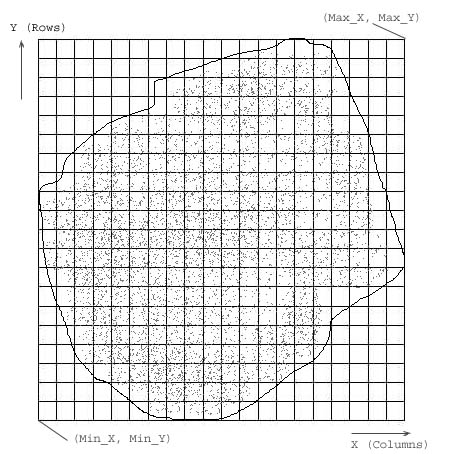 (Max_X, Max_Y)
Y (Rows)
(Min_X, Min_Y)
X (Columns)